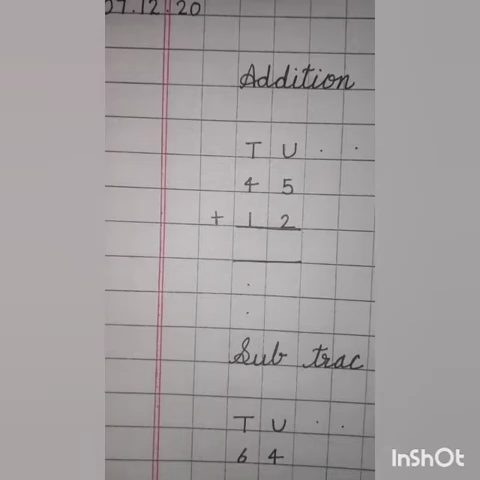 07.12.20
Addition
T U . .
4 5
+ 1 2
.
.
Sub trac
T U . .
6 4
InShOt